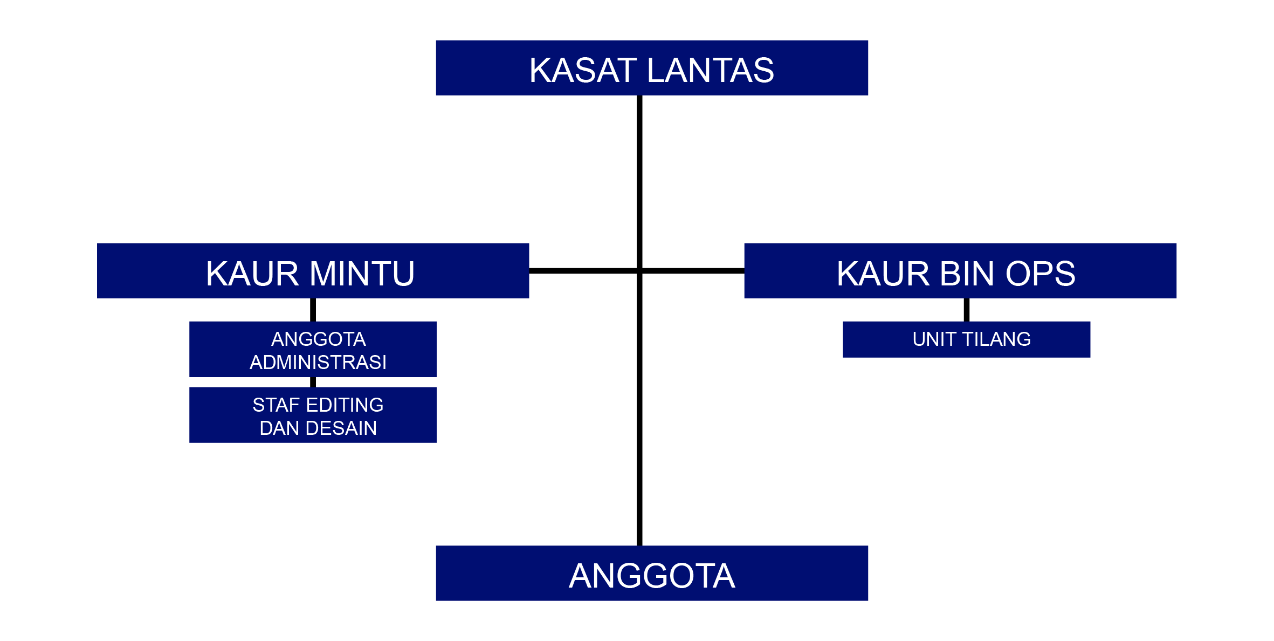 KASAT LANTAS
KAUR MINTU
KAUR BIN OPS
ANGGOTA
ADMINISTRASI
UNIT TILANG
STAF EDITING
DAN DESAIN
ANGGOTA